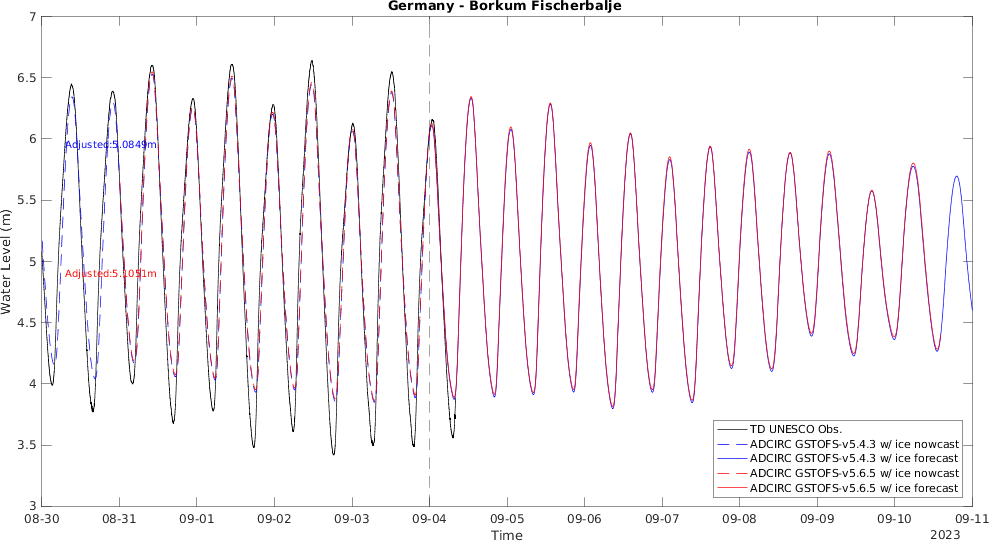 Germany - Borkum Fischerbalje
7
6.5
6
5.5
5
4.5
4
3.5
3
Water Level (m)
Adjusted:5.0849m
Adjusted:5.1051m
TD UNESCO Obs.
ADCIRC GSTOFS-v5.4.3 w/ ice nowcast
ADCIRC GSTOFS-v5.4.3 w/ ice forecast
ADCIRC GSTOFS-v5.6.5 w/ ice nowcast
ADCIRC GSTOFS-v5.6.5 w/ ice forecast
08-30 08-31 09-01 09-02 09-03 09-04 09-05 09-06 09-07 09-08 09-09 09-10 09-11
Time
2023